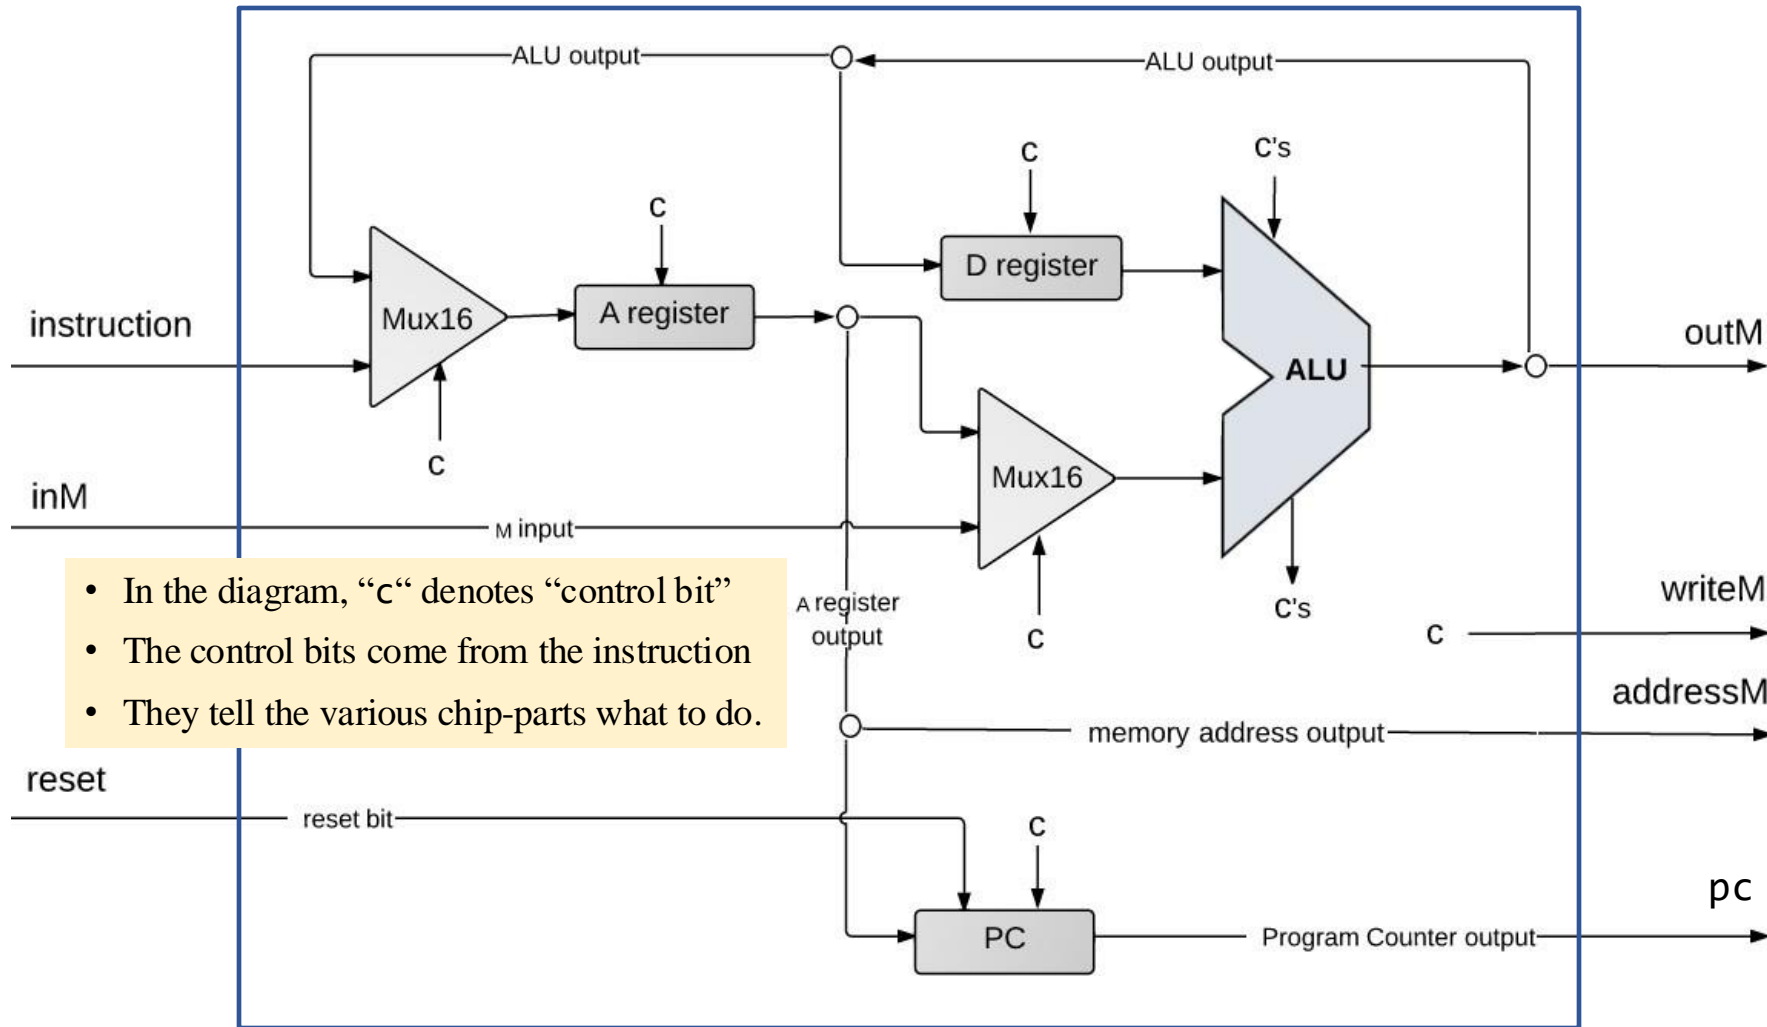 ALU output
ALU output
c
c's
c
D register
Mux16
A register
instruction
outM
ALU
c
Mux16
inM
M input
• In the diagram, “c“ denotes “control bit”
• The control bits come from the instruction
• They tell the various chip-parts what to do.
A register
output
c
c's
writeM
c
addressM
memory address output
reset
reset bit
c
pc
PC
Program Counter output